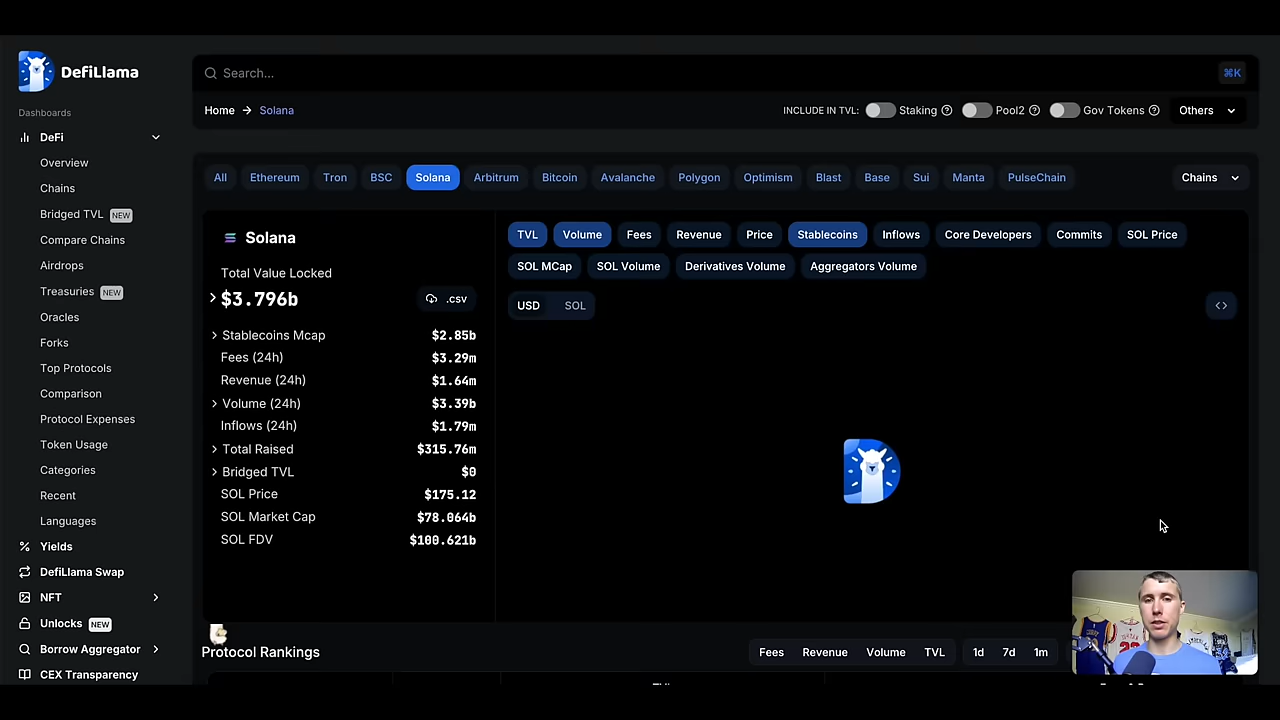 DefiLlama
Search...
⌘K
Home → Solana
INCLUDE IN TVL: Staking Pool2 Gov Tokens Others
Dashboards
DeFi
Overview
Chains
Bridged TVL NEW
Compare Chains
Airdrops
Treasuries NEW
Oracles
Forks
Top Protocols
Comparison
Protocol Expenses
Token Usage
Categories
Recent
Languages
Yields
DefiLlama Swap
NFT
Unlocks NEW
Borrow Aggregator
CEX Transparency
All Ethereum Tron BSC Solana Arbitrum Bitcoin Avalanche Polygon Optimism Blast Base Sui Manta PulseChain Chains
Solana
Total Value Locked
$3.796b .csv
Stablecoins Mcap $2.85b
Fees (24h) $3.29m
Revenue (24h) $1.64m
Volume (24h) $3.39b
Inflows (24h) $1.79m
Total Raised $315.76m
Bridged TVL $0
SOL Price $175.12
SOL Market Cap $78.064b
SOL FDV $100.621b
TVL Volume Fees Revenue Price Stablecoins Inflows Core Developers Commits SOL Price
SOL MCap SOL Volume Derivatives Volume Aggregators Volume
USD SOL
Protocol Rankings
Fees Revenue Volume TVL 1d 7d 1m